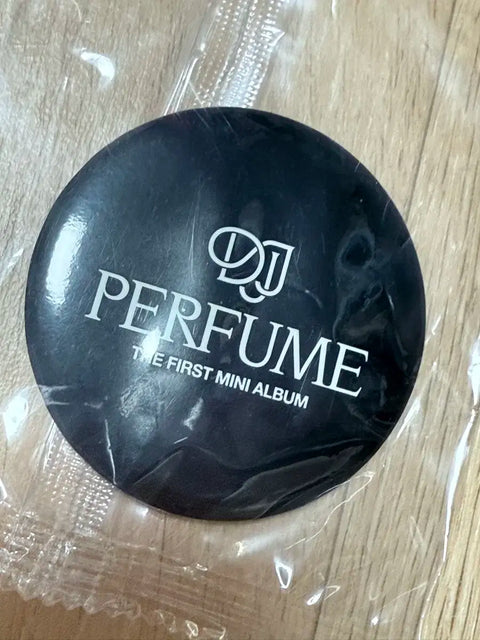 DJ
PERFUME
THE FIRST MINI ALBUM